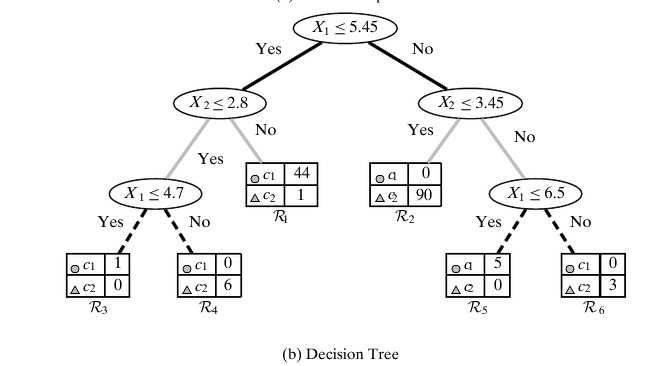 X₁ ≤ 5.45
Yes No
X₂ ≤ 2.8 X₂ ≤ 3.45
No Yes No
Yes
c₁ 44 c₁ 0
c₂ 1 c₂ 90
R₁ R₂
X₁ ≤ 4.7 X₁ ≤ 6.5
Yes No Yes No
c₁ 1 c₁ 0 c₁ 5 c₁ 0
c₂ 0 c₂ 6 c₂ 0 c₂ 3
R₃ R₄ R₅ R₆
(b) Decision Tree